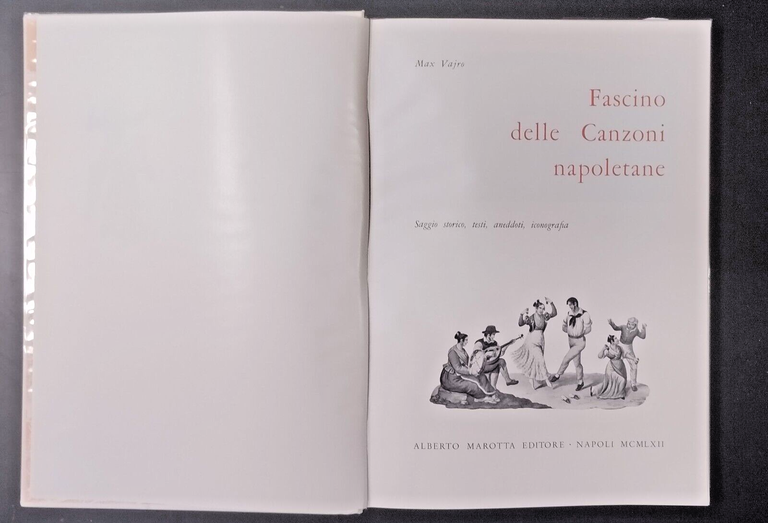 Max Vajro
Fascino
delle Canzoni
napoletane
Saggio storico, testi, aneddoti, iconografia
ALBERTO MAROTTA EDITORE - NAPOLI MCMLXII